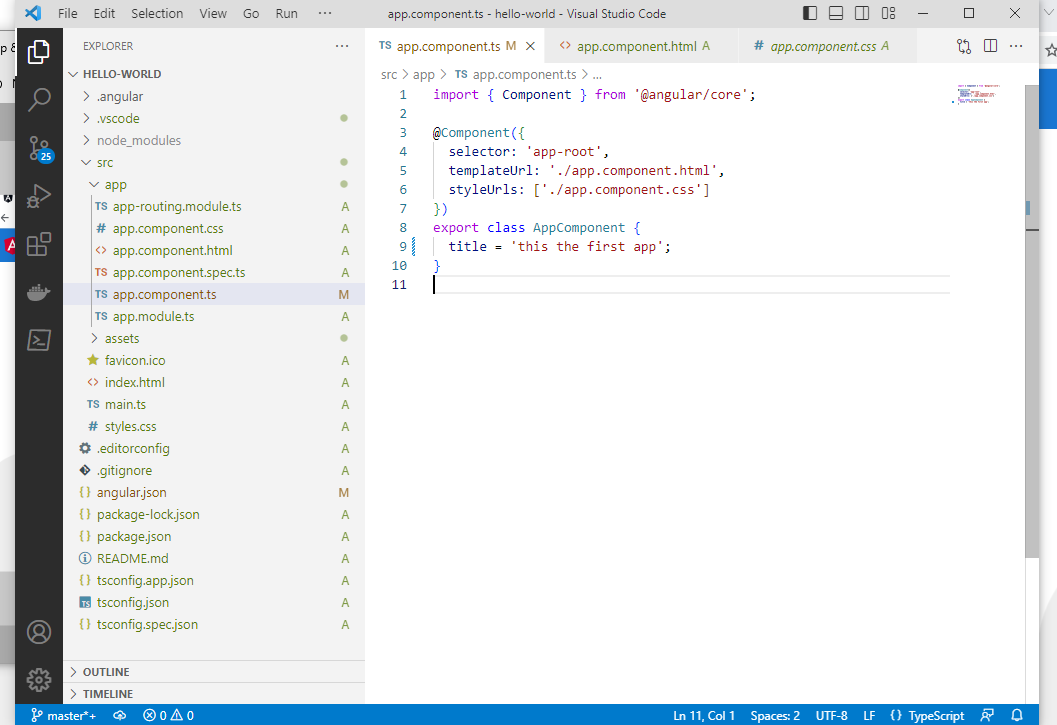 File Edit Selection View Go Run ··· app.component.ts - hello-world - Visual Studio Code
EXPLORER ···
HELLO-WORLD
.angular
.vscode
node_modules
src
app
TS app-routing.module.ts A
# app.component.css A
<> app.component.html A
TS app.component.spec.ts A
TS app.component.ts M
TS app.module.ts A
assets
favicon.ico A
<> index.html A
TS main.ts A
# styles.css A
.editorconfig A
.gitignore A
{} angular.json M
{} package-lock.json A
{} package.json A
README.md A
{} tsconfig.app.json A
TS tsconfig.json A
{} tsconfig.spec.json A
OUTLINE
TIMELINE
25
TS app.component.ts M <> app.component.html A # app.component.css A ···
src > app > TS app.component.ts > ...
1 import { Component } from '@angular/core';
2
3 @Component({
4 selector: 'app-root',
5 templateUrl: './app.component.html',
6 styleUrls: ['./app.component.css']
7 })
8 export class AppComponent {
9 title = 'this the first app';
10 }
11
master*+ 0 0 Ln 11, Col 1 Spaces: 2 UTF-8 LF {} TypeScript